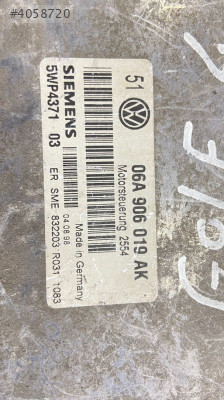 #4058720
51
06A 906 019 AK
Motorsteuerung 2554
SIEMENS
5WP4371 03
04 08 98
Made in Germany
ER SME 832203 R031 1083